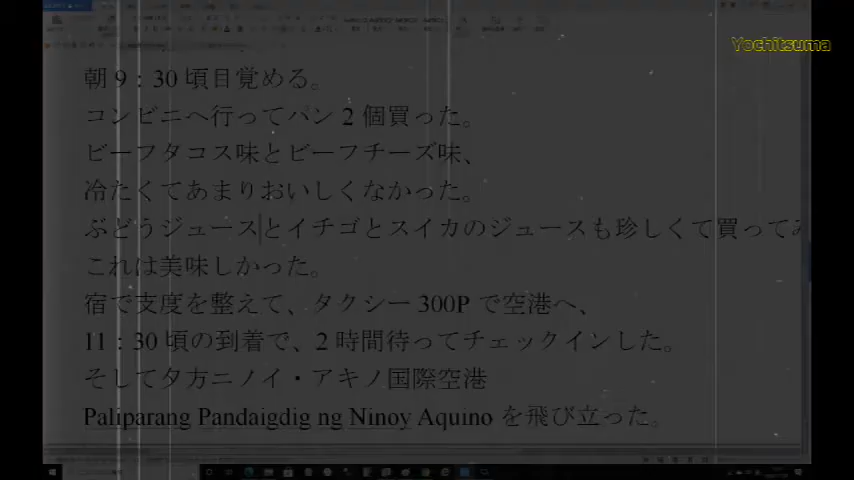 Yochitsuma
朝 9：30 頃目覚める。
コンビニへ行ってパン 2 個買った。
ビーフタコス味とビーフチーズ味、
冷たくてあまりおいしくなかった。
ぶどうジュースとイチゴとスイカのジュースも珍しくて買ってみ
これは美味しかった。
宿で支度を整えて、タクシー300P で空港へ、
11：30 頃の到着で、2 時間待ってチェックインした。
そして夕方ニノイ・アキノ国際空港
Paliparang Pandaigdig ng Ninoy Aquino を飛び立った。